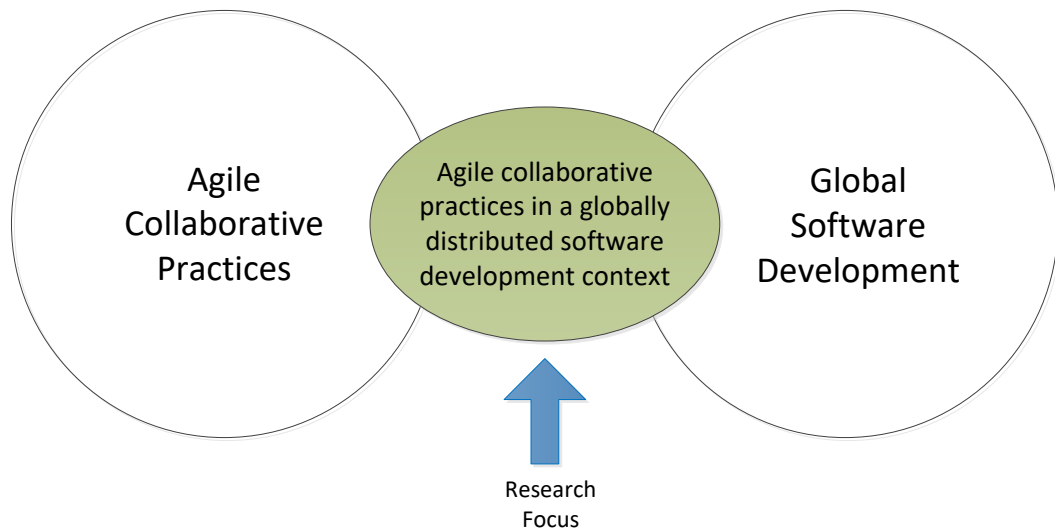 Agile
Collaborative
Practices
Agile collaborative
practices in a globally
distributed software
development context
Global
Software
Development
Research
Focus